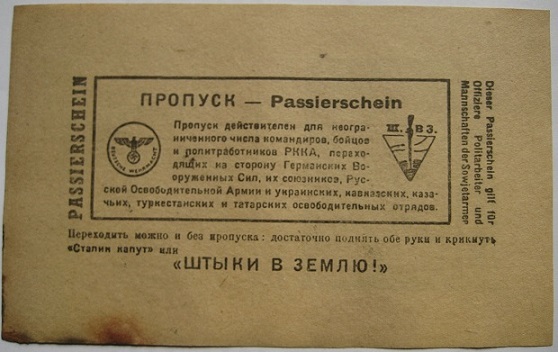 PASSIERSCHEIN
ПРОПУСК — Passierschein
DEUTSCHE WEHRMACHT
Пропуск действителен для неогра-
ниченного числа командиров, бойцов
и политработников РККА, перехо-
дящих на сторону Германских Во-
оруженных Сил, их союзников, Рус-
ской Освободительной Армии и украинских, кавказских, каза-
чьих, туркестанских и татарских освободительных отрядов.
Ш. В З.
Dieser Passierschein gilt für
Offiziere, Politarbeiter und
Mannschaften der Sowjetarmee
Переходить можно и без пропуска: достаточно поднять обе руки и крикнуть
«Сталин капут» или
«ШТЫКИ В ЗЕМЛЮ!»